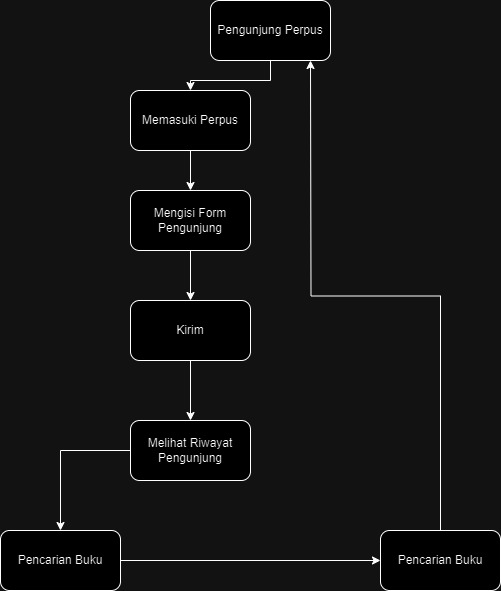 Pengunjung Perpus
Memasuki Perpus
Mengisi Form
Pengunjung
Kirim
Melihat Riwayat
Pengunjung
Pencarian Buku
Pencarian Buku